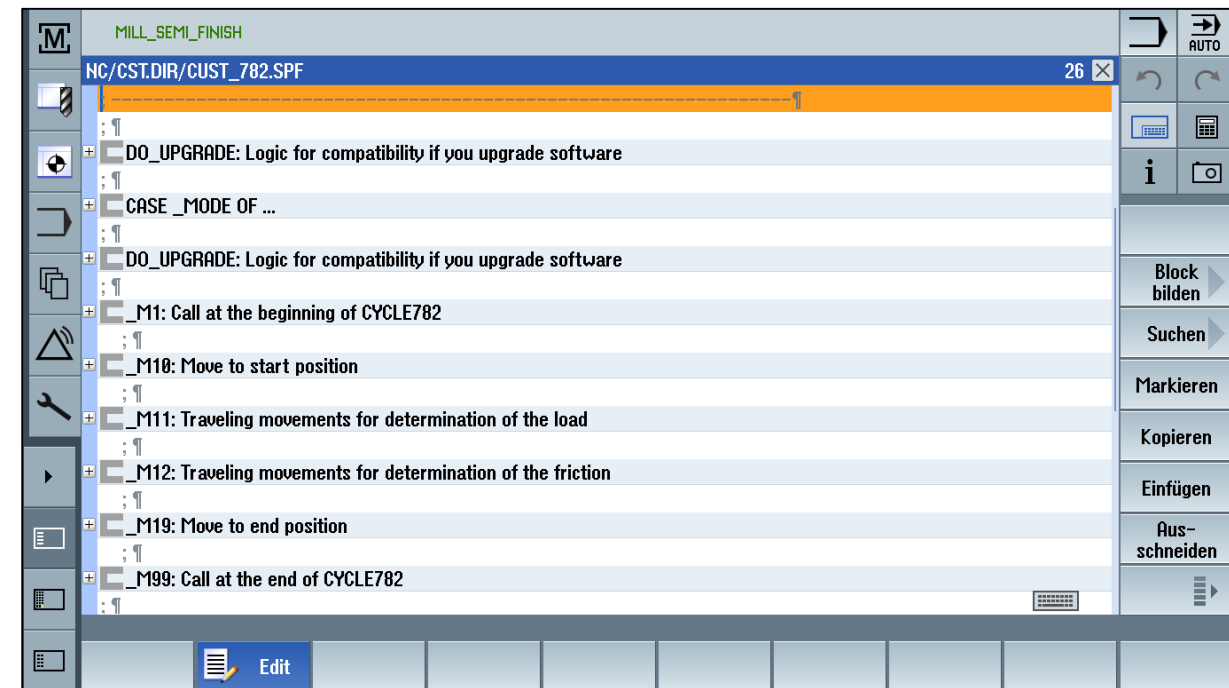 M
MILL_SEMI_FINISH
AUTO
NC/CST.DIR/CUST_782.SPF 26
; ------------------------------------------------------------------¶
; ¶
DO_UPGRADE: Logic for compatibility if you upgrade software
; ¶
CASE _MODE OF ...
; ¶
DO_UPGRADE: Logic for compatibility if you upgrade software
; ¶
_M1: Call at the beginning of CYCLE782
; ¶
_M10: Move to start position
; ¶
_M11: Traveling movements for determination of the load
; ¶
_M12: Traveling movements for determination of the friction
; ¶
_M19: Move to end position
; ¶
_M99: Call at the end of CYCLE782
; ¶
i
Block
bilden
Suchen
Markieren
Kopieren
Einfügen
Aus-
schneiden
Edit